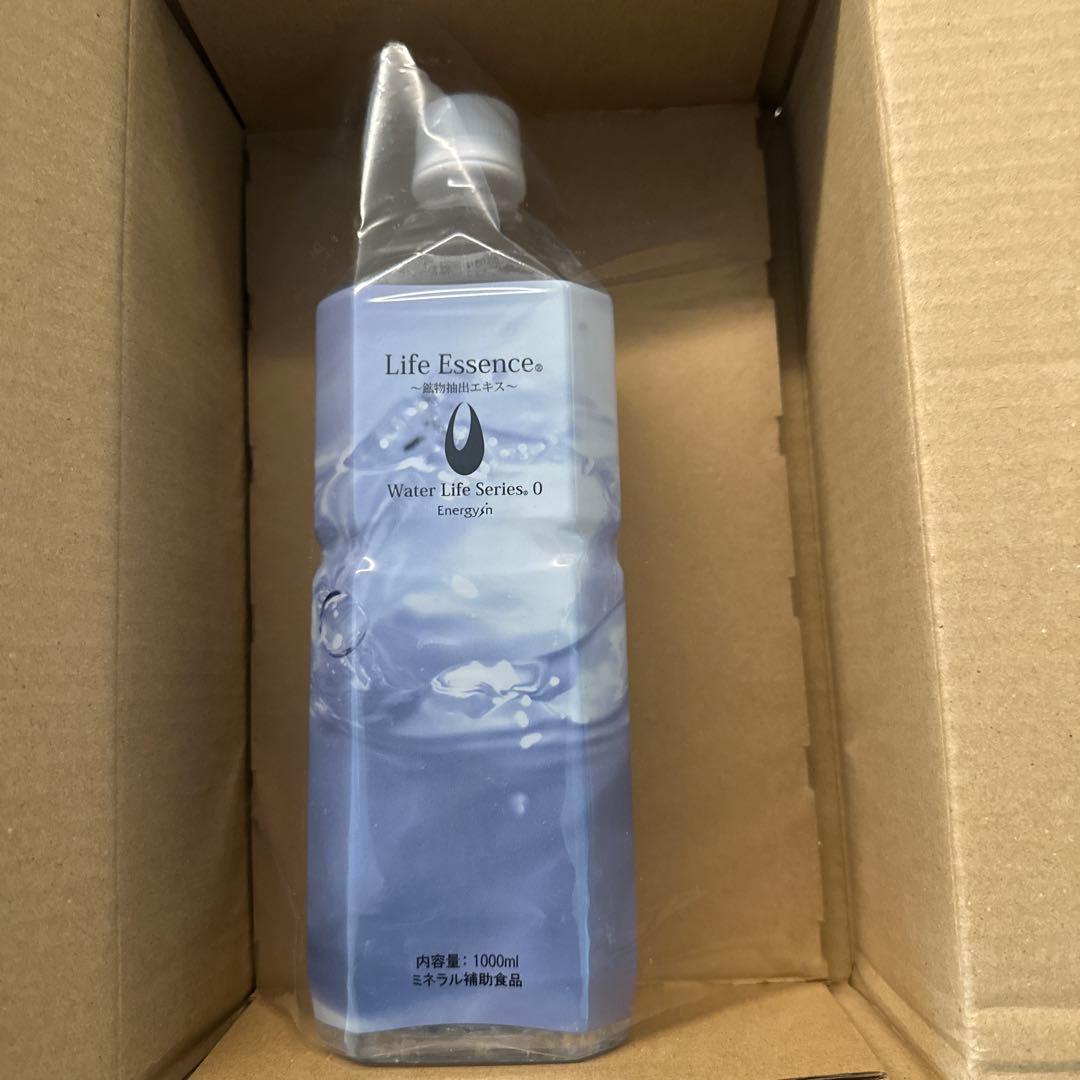 Life Essence®
～鉱物抽出エキス～
Water Life Series® 0
Energysin
内容量：1000ml
ミネラル補助食品